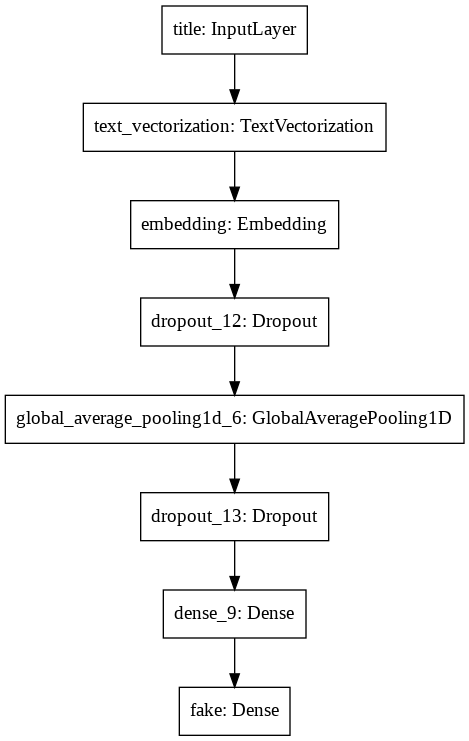 title: InputLayer
text_vectorization: TextVectorization
embedding: Embedding
dropout_12: Dropout
global_average_pooling1d_6: GlobalAveragePooling1D
dropout_13: Dropout
dense_9: Dense
fake: Dense